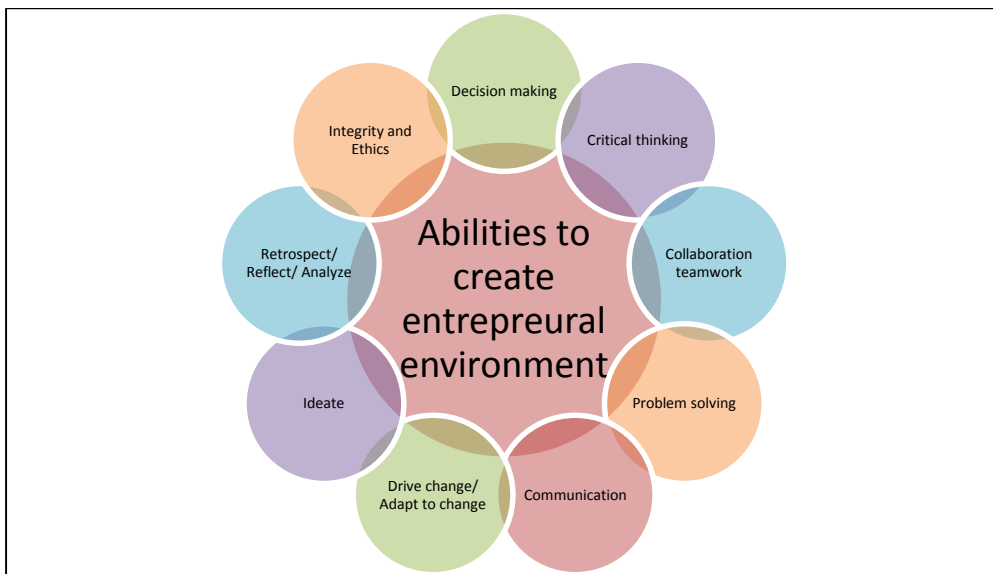 Decision making
Critical thinking
Collaboration
teamwork
Problem solving
Communication
Drive change/
Adapt to change
Ideate
Retrospect/
Reflect/ Analyze
Integrity and
Ethics
Abilities to
create
entrepreural
environment